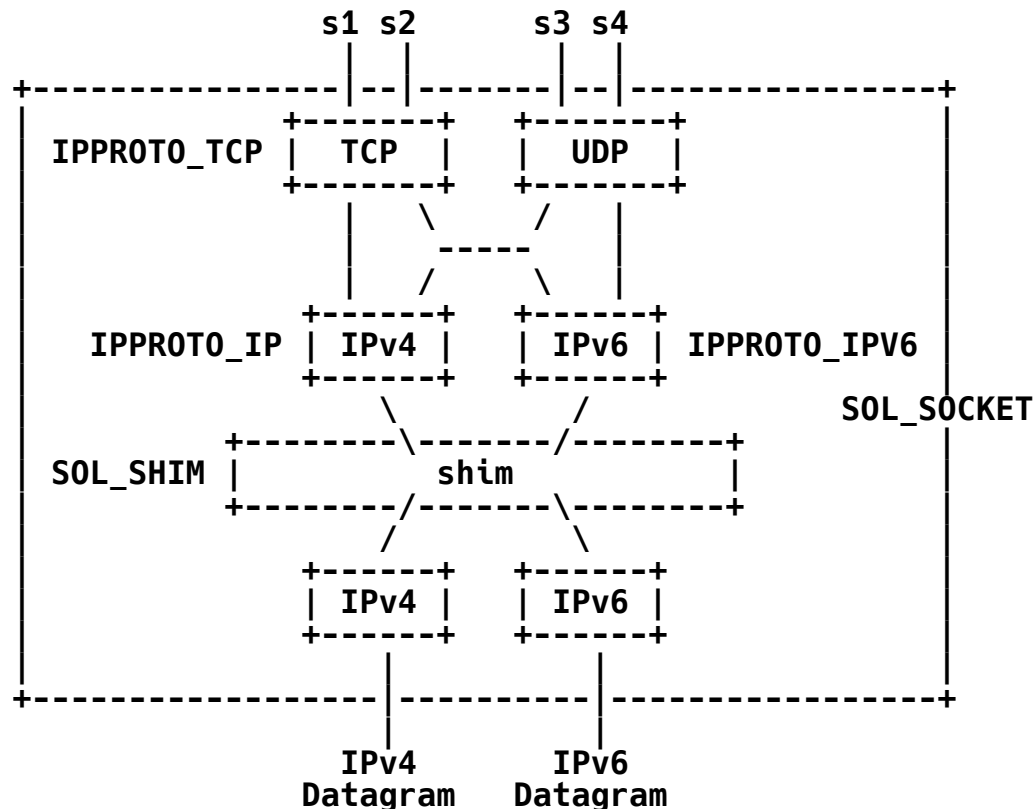 s1 s2 s3 s4
IPPROTO_TCP TCP UDP
IPPROTO_IP IPv4 IPv6 IPPROTO_IPV6
SOL_SOCKET
SOL_SHIM shim
IPv4 IPv6
IPv4 IPv6
Datagram Datagram